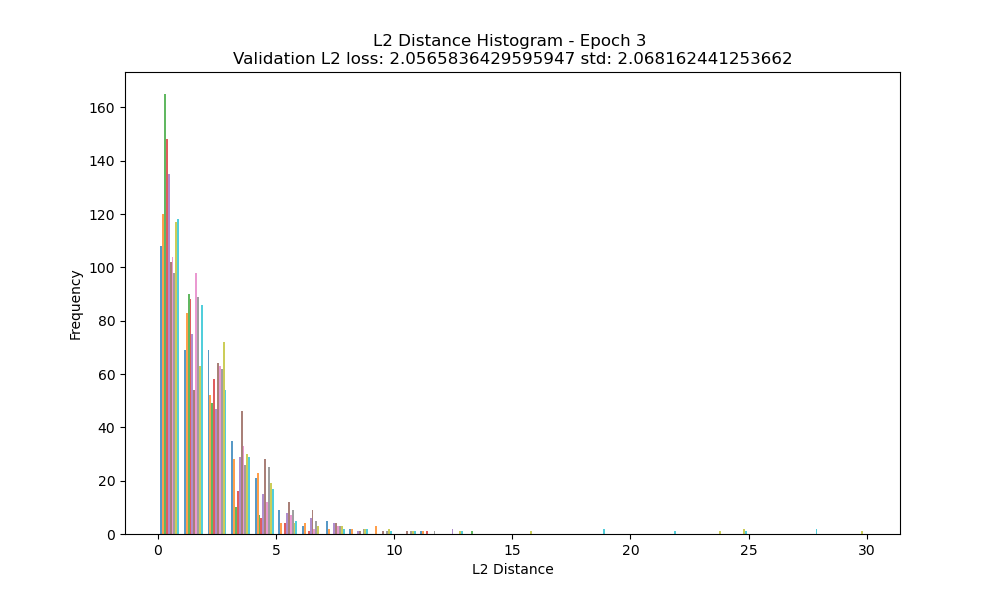 L2 Distance Histogram - Epoch 3
Validation L2 loss: 2.0565836429595947 std: 2.068162441253662
160
140
120
100
80
60
40
20
0
Frequency
0 5 10 15 20 25 30
L2 Distance